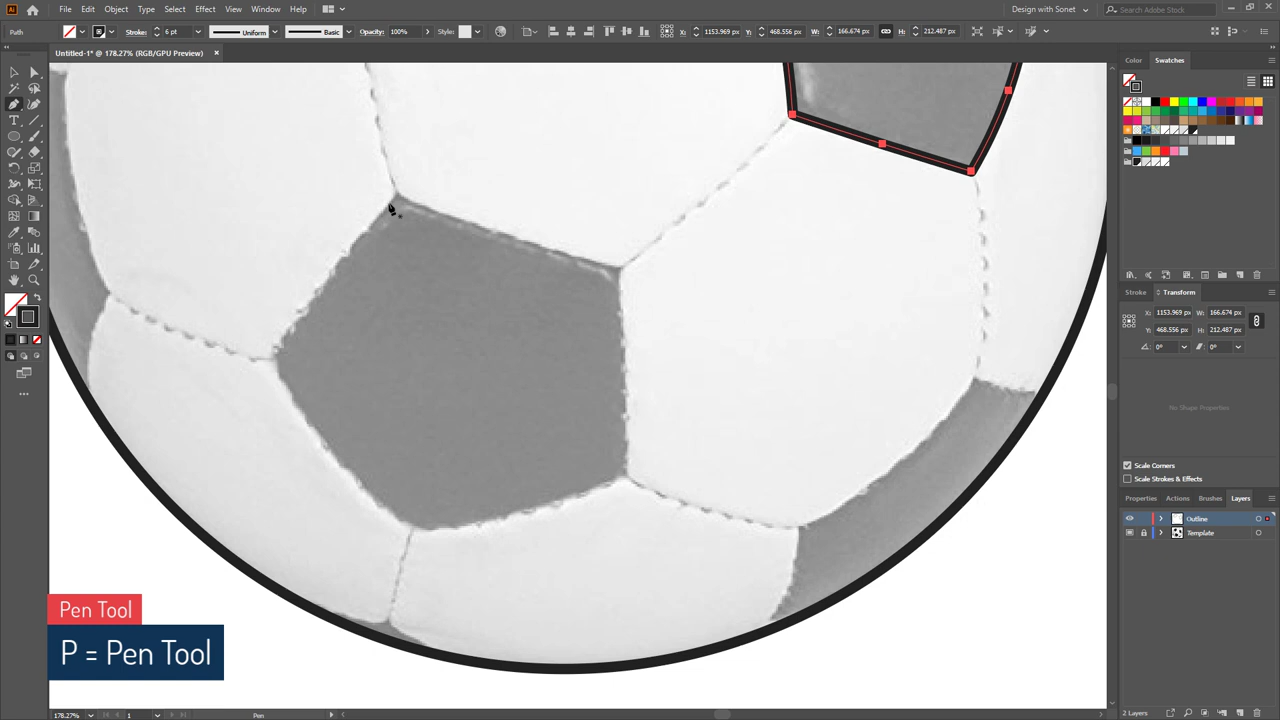 Ai File Edit Object Type Select Effect View Window Help Design with Sonet Search Adobe Stock
Path Stroke: 6 pt Uniform Basic Opacity: 100% Style: X: 1153.969 px Y: 468.556 px W: 166.674 px H: 212.487 px
Untitled-1* @ 178.27% (RGB/GPU Preview) ×
Color Swatches
Stroke Transform
X: 1153.969 px W: 166.674 px
Y: 468.556 px H: 212.487 px
0° 0°
No Shape Properties
Scale Corners
Scale Strokes & Effects
Properties Actions Brushes Layers
Outline
Template
Pen Tool
P = Pen Tool
178.27% 1 Pen 2 Layers